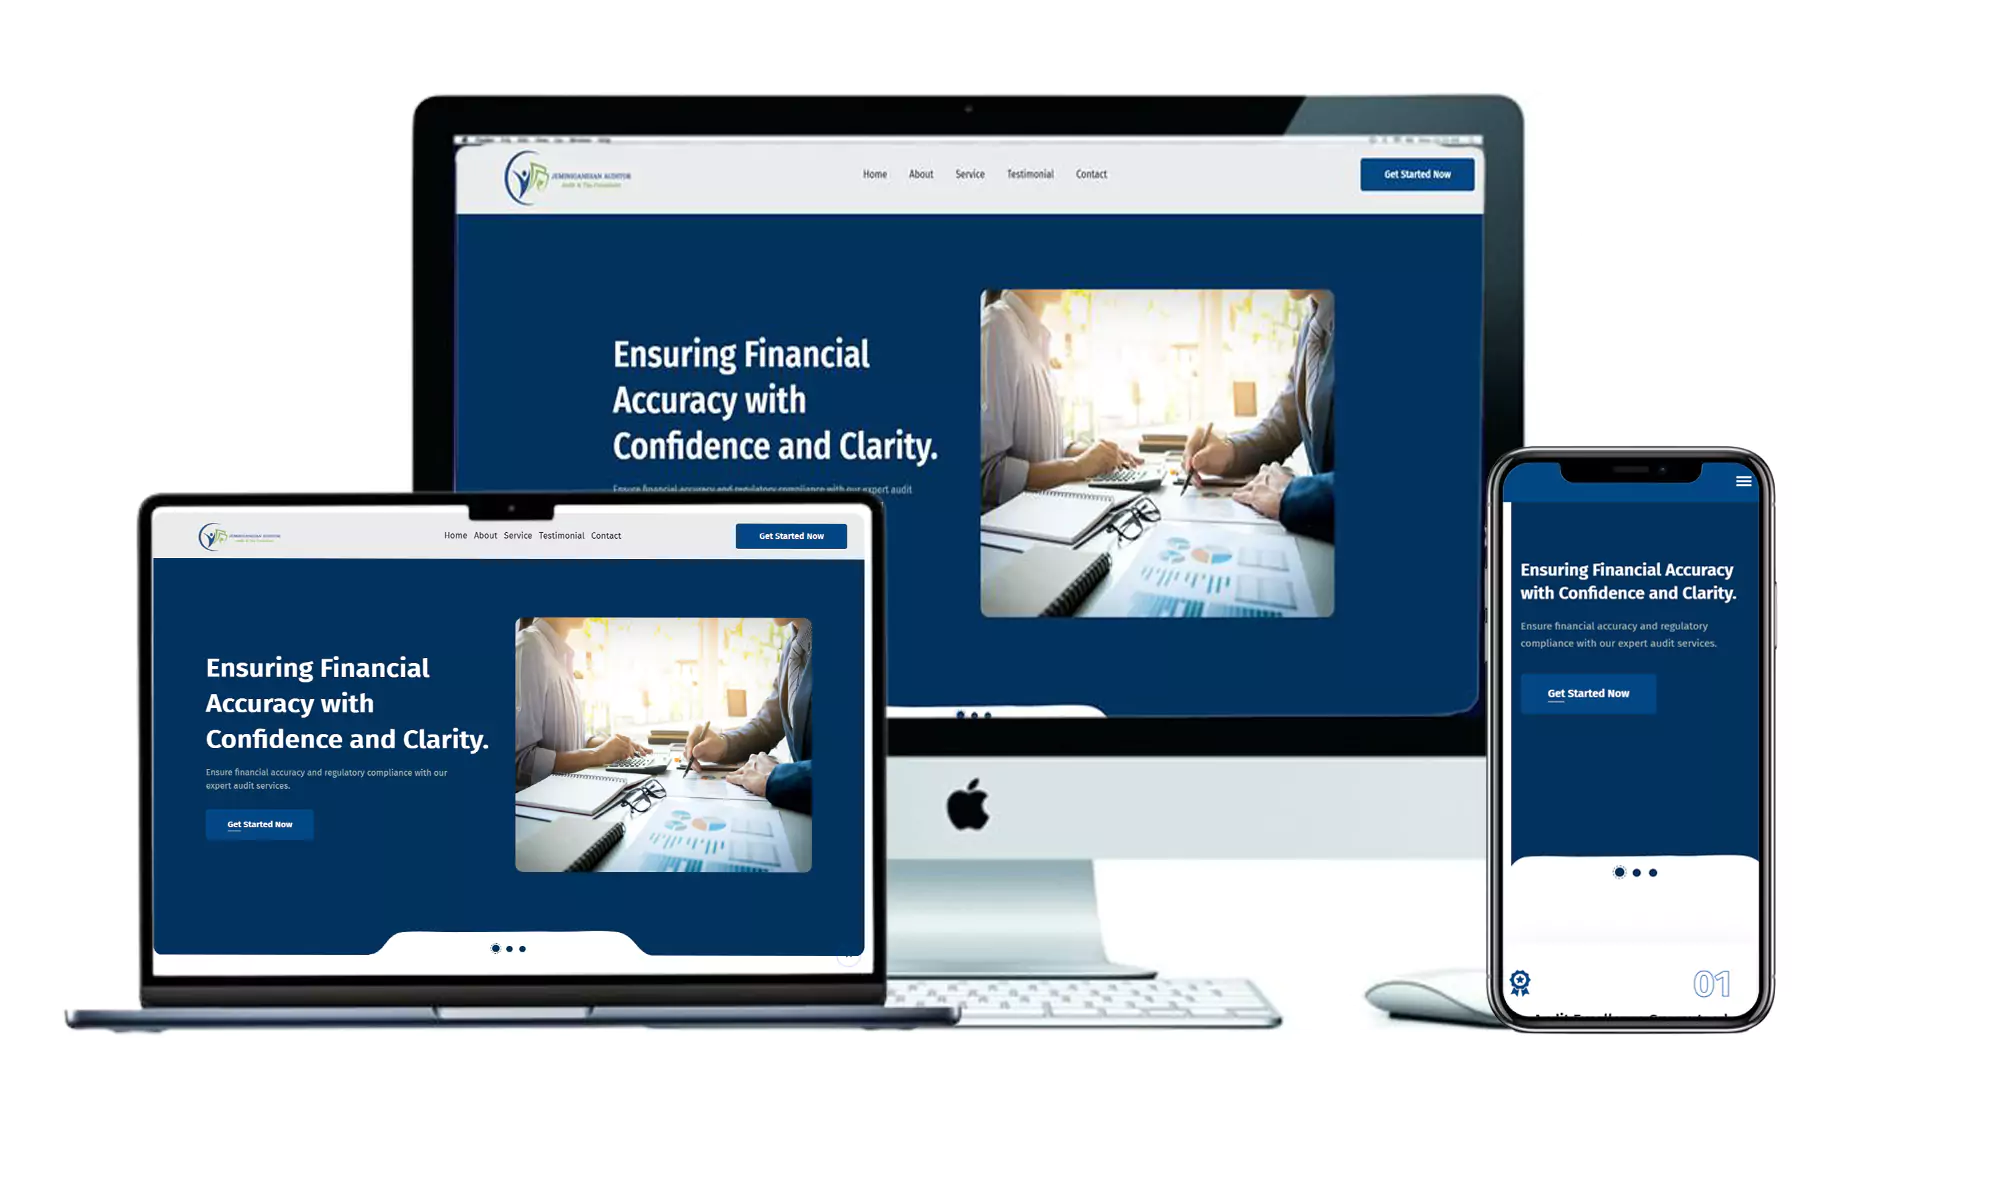 JEMINIGANDIAN AUDITOR
Audit & Tax Consultant
Home About Service Testimonial Contact
Get Started Now
Ensuring Financial
Accuracy with
Confidence and Clarity.
Ensure financial accuracy and regulatory compliance with our expert audit
Home About Service Testimonial Contact
Get Started Now
Ensuring Financial
Accuracy with
Confidence and Clarity.
Ensure financial accuracy and regulatory compliance with our
expert audit services.
Get Started Now
Ensuring Financial Accuracy
with Confidence and Clarity.
Ensure financial accuracy and regulatory
compliance with our expert audit services.
Get Started Now
01